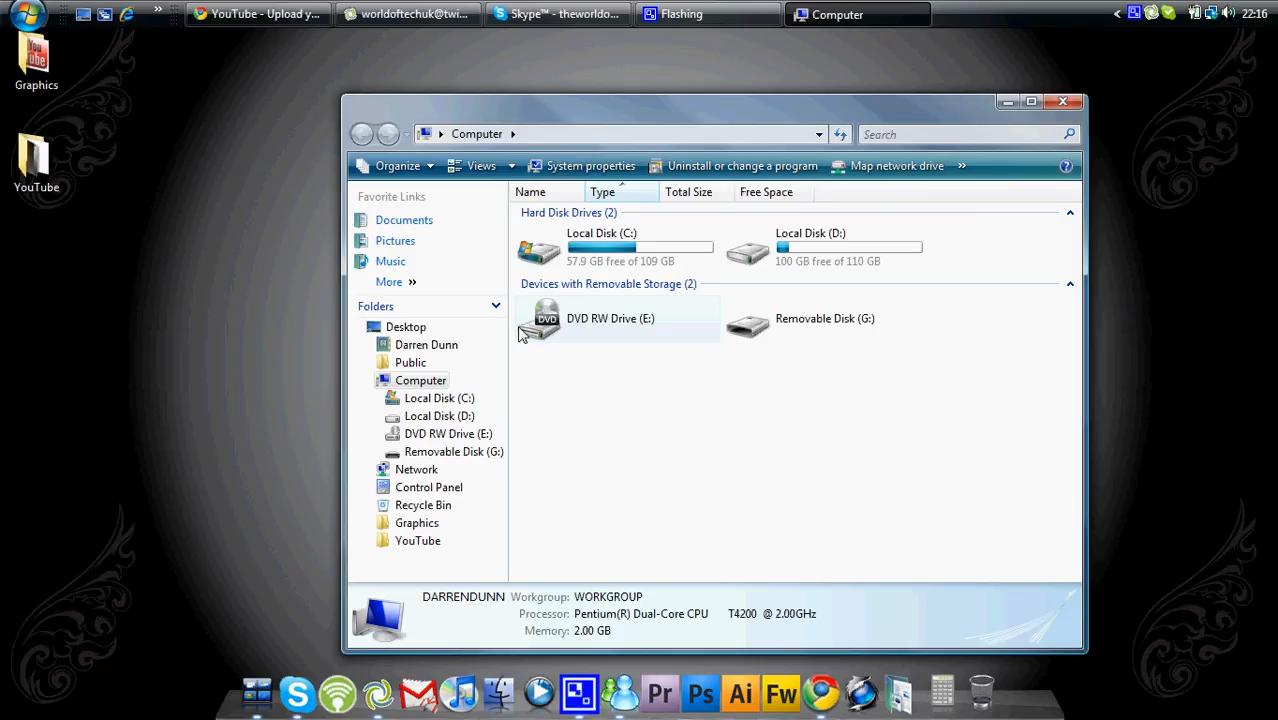 YouTube - Upload y...
worldoftechuk@twi...
Skype™ - theworldo...
Flashing
Computer
22:16
You Tube
Graphics
YouTube
Computer
Search
Organize
Views
System properties
Uninstall or change a program
Map network drive
Favorite Links
Documents
Pictures
Music
More
Folders
Desktop
Darren Dunn
Public
Computer
Local Disk (C:)
Local Disk (D:)
DVD RW Drive (E:)
Removable Disk (G:)
Network
Control Panel
Recycle Bin
Graphics
YouTube
Name Type Total Size Free Space
Hard Disk Drives (2)
Local Disk (C:)
57.9 GB free of 109 GB
Local Disk (D:)
100 GB free of 110 GB
Devices with Removable Storage (2)
DVD
DVD RW Drive (E:)
Removable Disk (G:)
DARRENDUNN Workgroup: WORKGROUP
Processor: Pentium(R) Dual-Core CPU T4200 @ 2.00GHz
Memory: 2.00 GB
Pr Ps Ai Fw